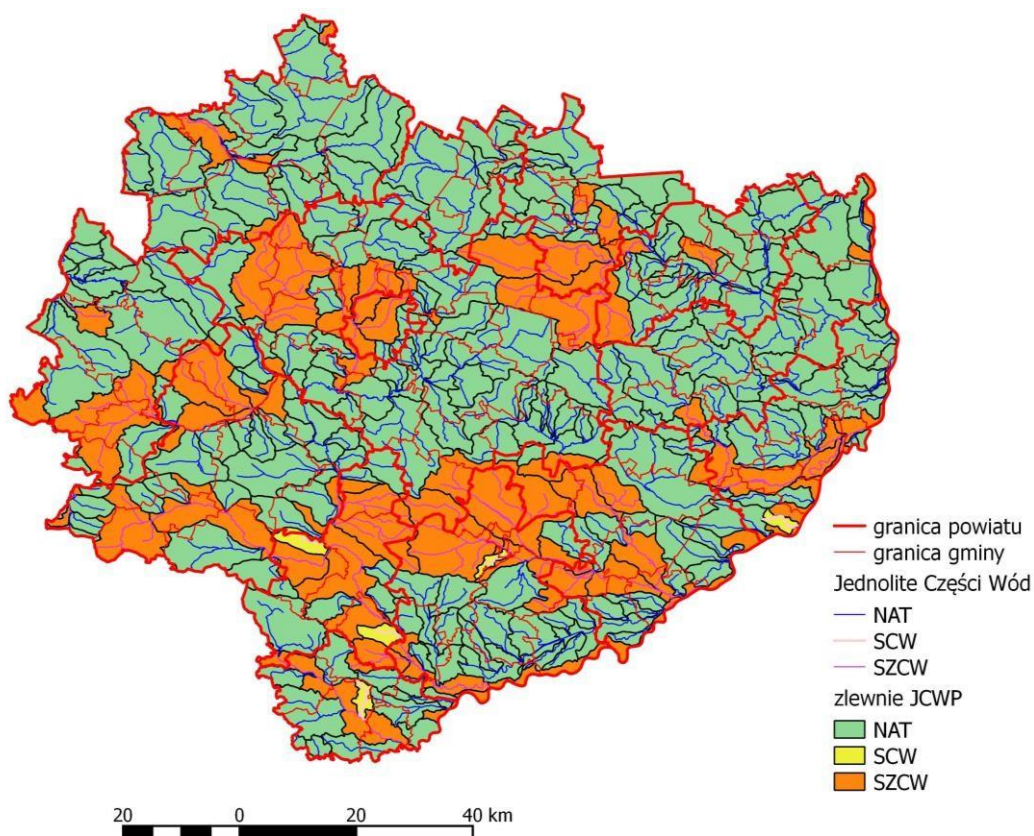 granica powiatu
granica gminy
Jednolite Części Wód
NAT
SCW
SZCW
zlewnie JCWP
NAT
SCW
SZCW
20 0 20 40 km